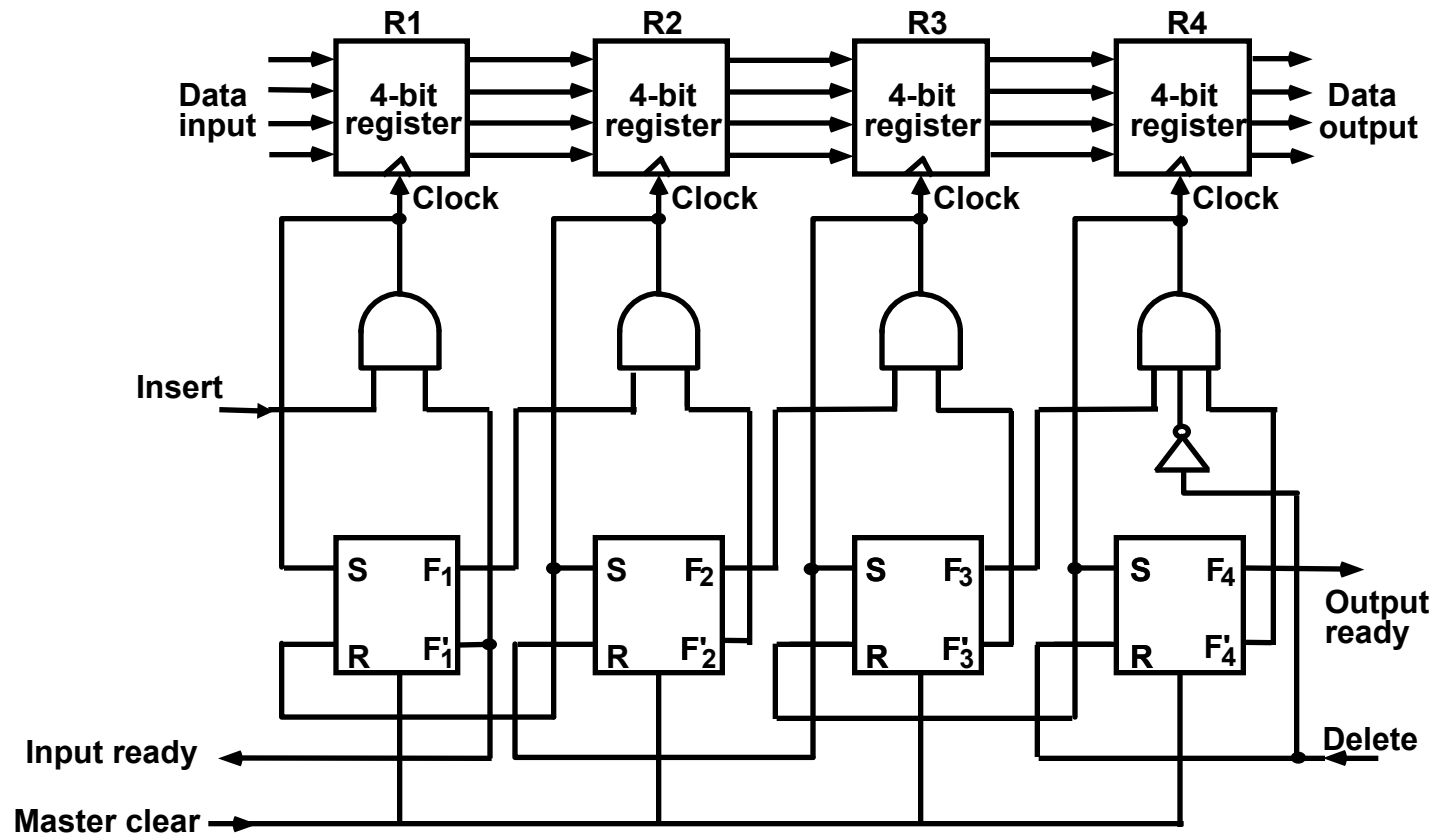 R1
R2
R3
R4
Data
input
4-bit
register
4-bit
register
4-bit
register
4-bit
register
Data
output
Clock
Clock
Clock
Clock
Insert
S
F1
R
F'1
S
F2
R
F'2
S
F3
R
F'3
S
F4
R
F'4
Output
ready
Input ready
Delete
Master clear